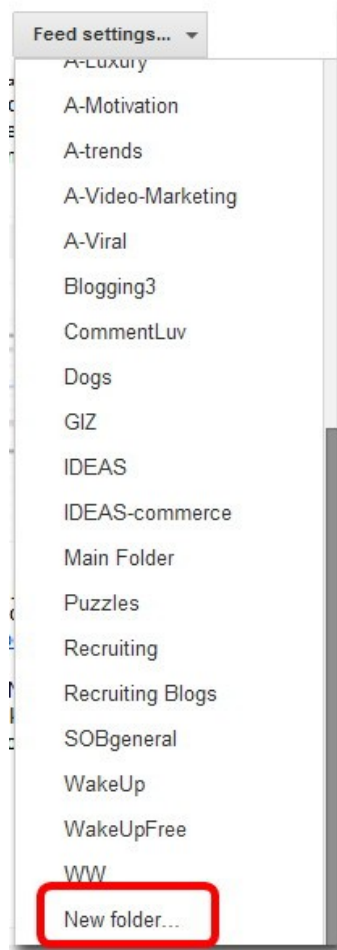 Feed settings...
A-Luxury
A-Motivation
A-trends
A-Video-Marketing
A-Viral
Blogging3
CommentLuv
Dogs
GIZ
IDEAS
IDEAS-commerce
Main Folder
Puzzles
Recruiting
Recruiting Blogs
SOBgeneral
WakeUp
WakeUpFree
WW
New folder...